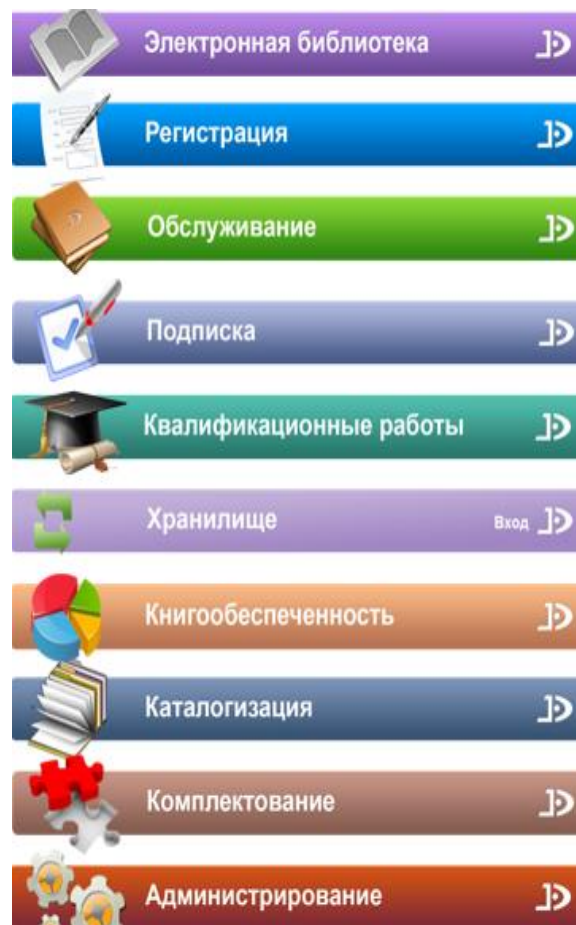 Электронная библиотека
Регистрация
Обслуживание
Подписка
Квалификационные работы
Хранилище Вход
Книгообеспеченность
Каталогизация
Комплектование
Администрирование